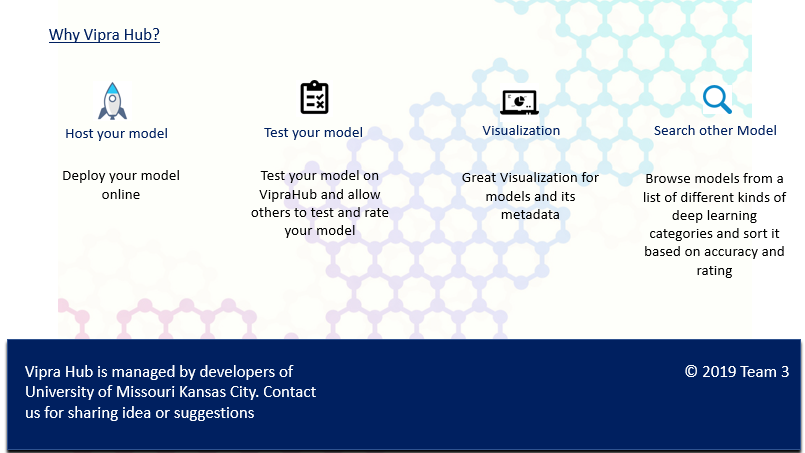 Why Vipra Hub?
Host your model
Deploy your model
online
Test your model
Test your model on
VipraHub and allow
others to test and rate
your model
Visualization
Great Visualization for
models and its
metadata
Search other Model
Browse models from a
list of different kinds of
deep learning
categories and sort it
based on accuracy and
rating
Vipra Hub is managed by developers of
University of Missouri Kansas City. Contact
us for sharing idea or suggestions
© 2019 Team 3